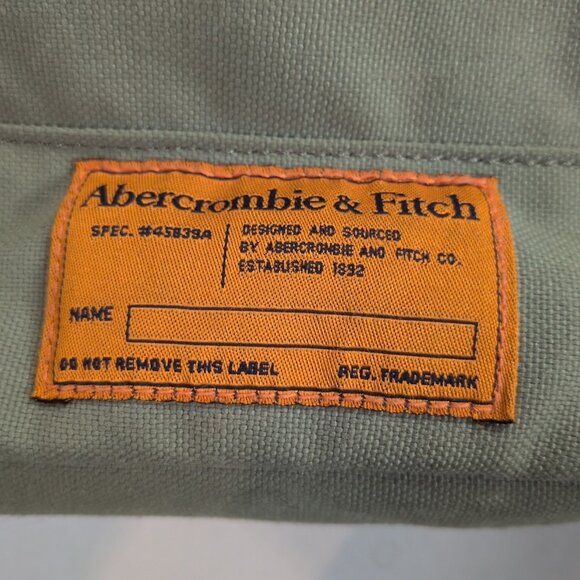 Abercrombie & Fitch
SPEC. #45839A
DESIGNED AND SOURCED
BY ABERCROMBIE AND FITCH CO.
ESTABLISHED 1892
NAME
DO NOT REMOVE THIS LABEL
REG. TRADEMARK